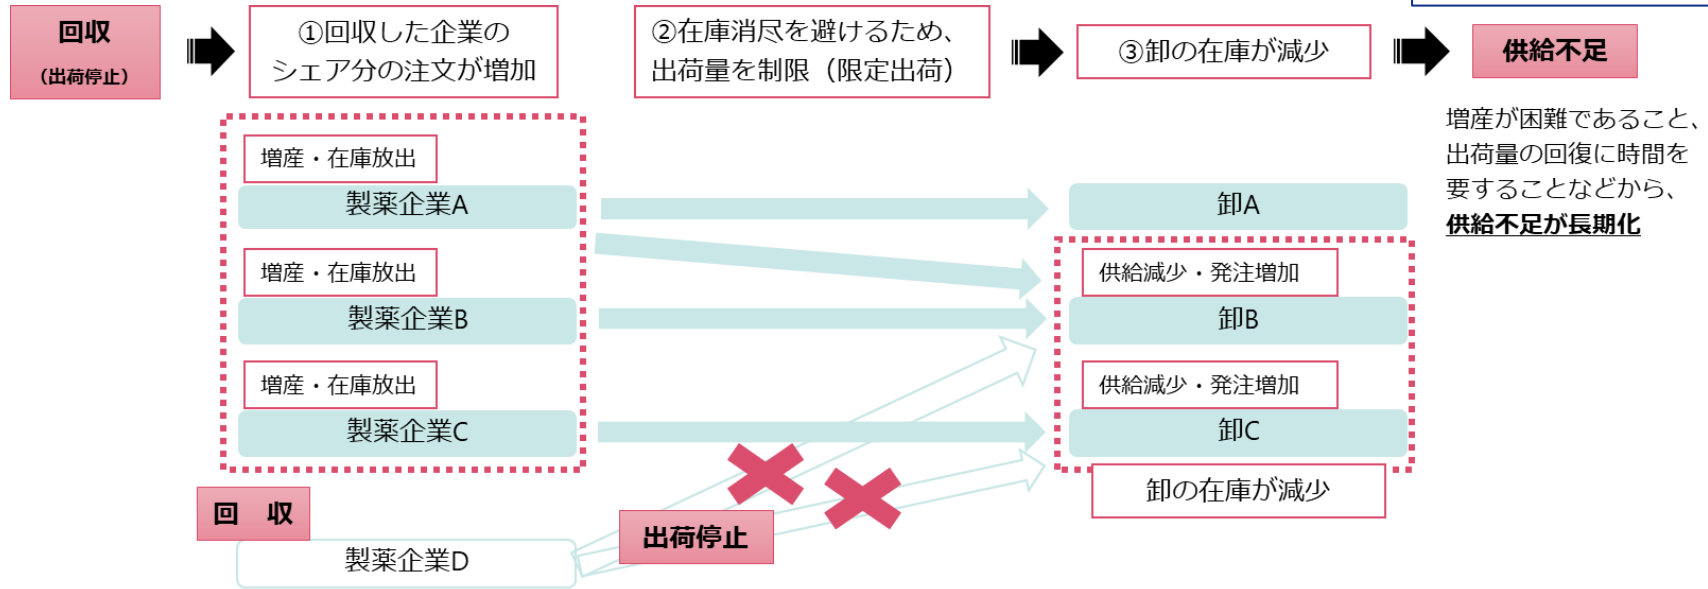 回収
（出荷停止）
①回収した企業の
シェア分の注文が増加
②在庫消尽を避けるため、
出荷量を制限（限定出荷）
③卸の在庫が減少
供給不足
増産が困難であること、
出荷量の回復に時間を
要することなどから、
供給不足が長期化
増産・在庫放出
製薬企業A
増産・在庫放出
製薬企業B
増産・在庫放出
製薬企業C
回　収
製薬企業D
出荷停止
卸A
供給減少・発注増加
卸B
供給減少・発注増加
卸C
卸の在庫が減少